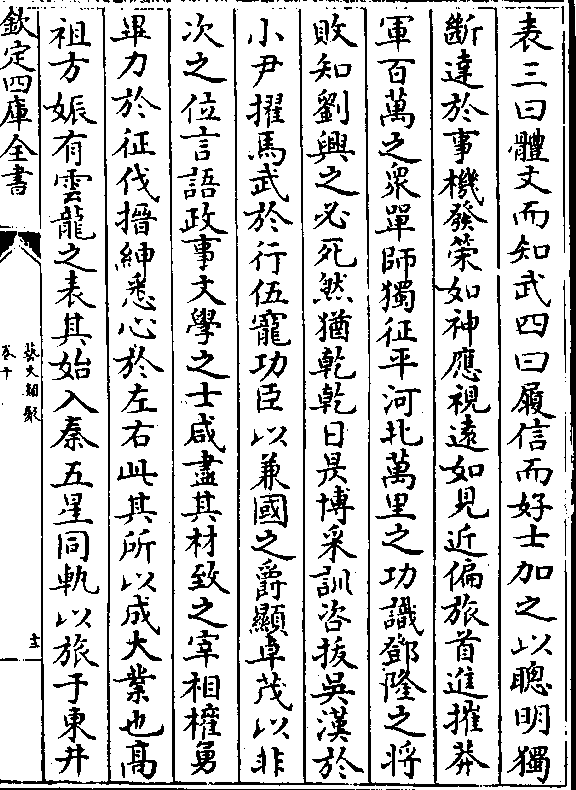 表三曰體文而知武四曰履信而好士加之以聰明獨
斷達於事機發策如神應視逺如見近偏旅首進摧莽
軍百萬之衆單師獨征平河北萬里之功識鄧隆之將
敗知劉興之必死然猶乾乾日昃博采訓咨拔吳漢於
小尹擢馬武於行伍寵功臣以兼國之爵顯卓茂以非
次之位言語政事文學之士咸盡其材致之宰相權勇
畢力於征伐搢紳悉心於左右此其所以成大業也髙
祖方娠有雲龍之表其始入秦五星同軌以旅于東井
欽定四庫全書
藝文類聚
卷十
十三